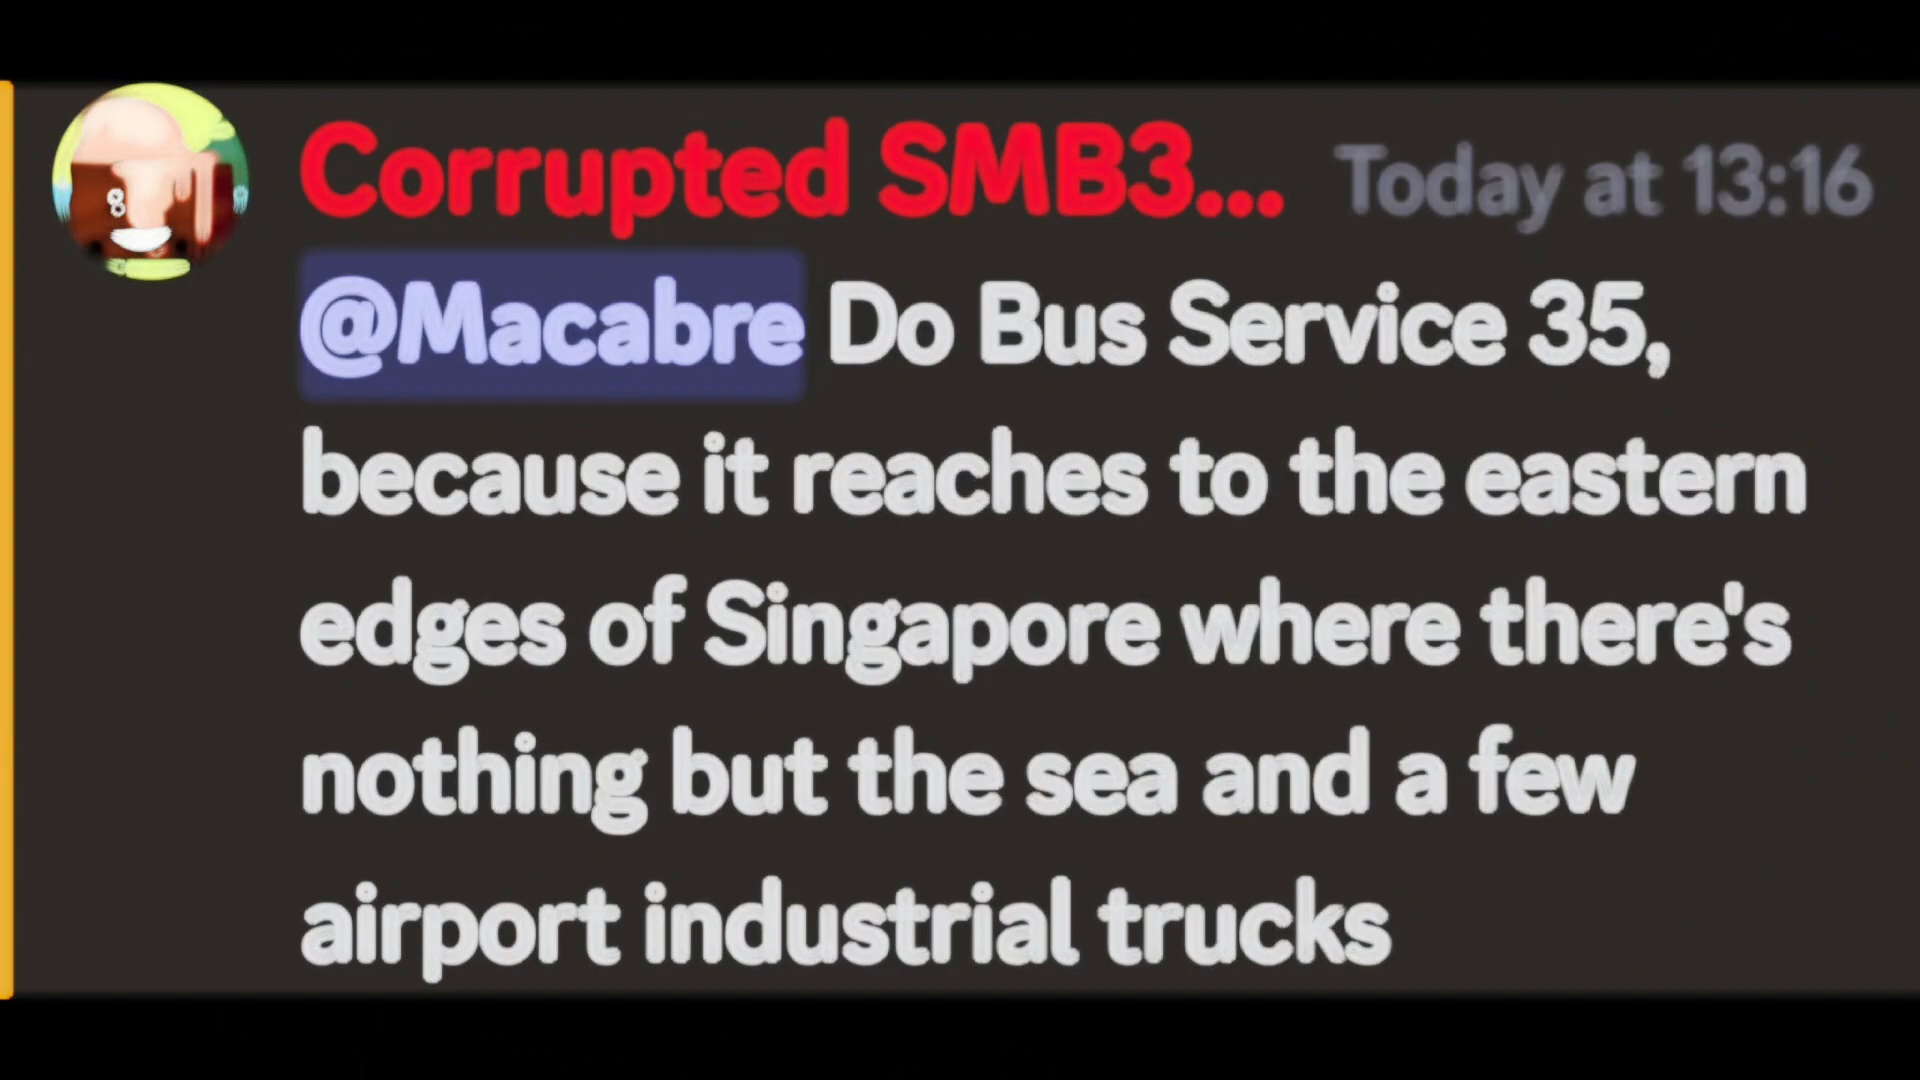 Corrupted SMB3... Today at 13:16
@Macabre Do Bus Service 35,
because it reaches to the eastern
edges of Singapore where there's
nothing but the sea and a few
airport industrial trucks